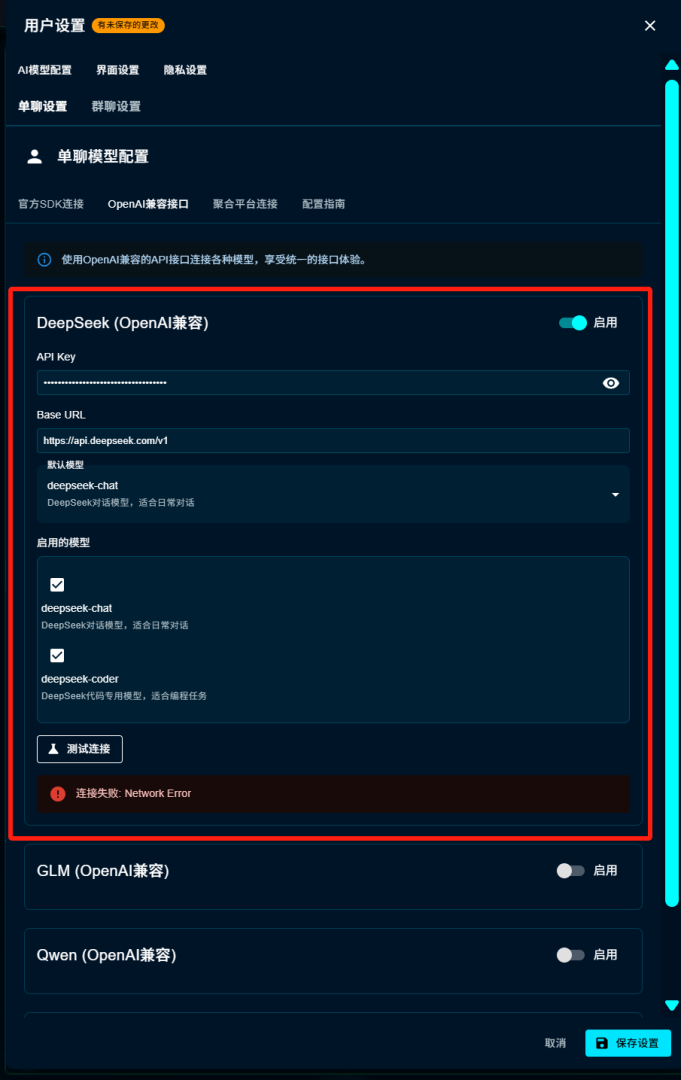 用户设置 有未保存的更改
AI模型配置 界面设置 隐私设置
单聊设置 群聊设置
单聊模型配置
官方SDK连接 OpenAI兼容接口 聚合平台连接 配置指南
使用OpenAI兼容的API接口连接各种模型，享受统一的接口体验。
DeepSeek (OpenAI兼容) 启用
API Key
••••••••••••••••••••••••••••••••••
Base URL
https://api.deepseek.com/v1
默认模型
deepseek-chat
DeepSeek对话模型，适合日常对话
启用的模型
deepseek-chat
DeepSeek对话模型，适合日常对话
deepseek-coder
DeepSeek代码专用模型，适合编程任务
测试连接
连接失败: Network Error
GLM (OpenAI兼容) 启用
Qwen (OpenAI兼容) 启用
取消 保存设置